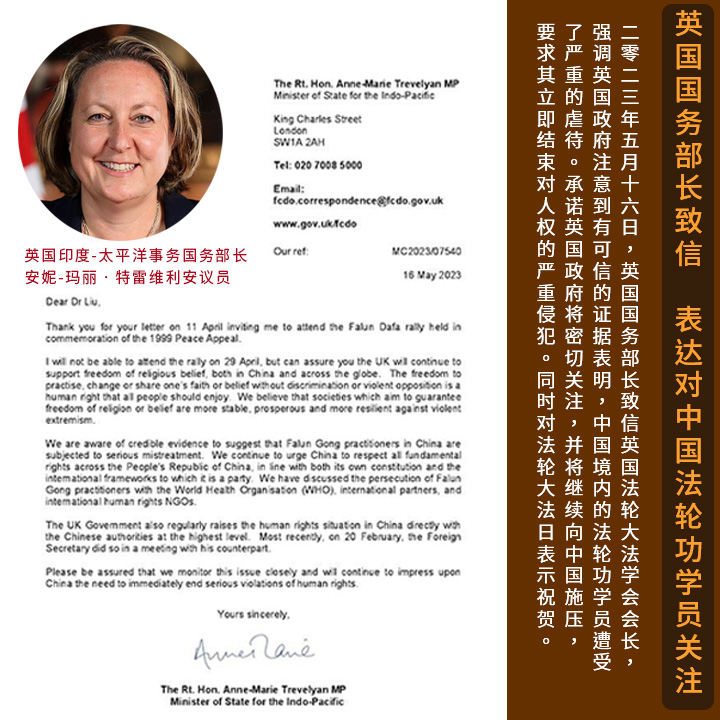 The Rt. Hon. Anne-Marie Trevelyan MP
Minister of State for the Indo-Pacific
King Charles Street
London
SW1A 2AH
Tel: 020 7008 5000
Email:
fcdo.correspondence@fcdo.gov.uk
www.gov.uk/fcdo
英国印度-太平洋事务国务部长
安妮-玛丽·特雷维利安议员
Our ref: MC2023/07540
16 May 2023
Dear Dr Liu,
Thank you for your letter on 11 April inviting me to attend the Falun Dafa rally held in
commemoration of the 1999 Peace Appeal.
I will not be able to attend the rally on 29 April, but can assure you the UK will continue to
support freedom of religious belief, both in China and across the globe. The freedom to
practise, change or share one's faith or belief without discrimination or violent opposition is a
human right that all people should enjoy. We believe that societies which aim to guarantee
freedom of religion or belief are more stable, prosperous and more resilient against violent
extremism.
We are aware of credible evidence to suggest that Falun Gong practitioners in China are
subjected to serious mistreatment. We continue to urge China to respect all fundamental
rights across the People's Republic of China, in line with both its own constitution and the
international frameworks to which it is a party. We have discussed the persecution of Falun
Gong practitioners with the World Health Organisation (WHO), international partners, and
international human rights NGOs.
The UK Government also regularly raises the human rights situation in China directly with
the Chinese authorities at the highest level. Most recently, on 20 February, the Foreign
Secretary did so in a meeting with his counterpart.
Please be assured that we monitor this issue closely and will continue to impress upon
China the need to immediately end serious violations of human rights.
Yours sincerely,
Anne-Marie
The Rt. Hon. Anne-Marie Trevelyan MP
Minister of State for the Indo-Pacific
英国国务部长致信 表达对中国法轮功学员关注
二零二三年五月十六日，英国国务部长致信英国法轮大法学会会长，
强调英国政府注意到有可信的证据表明，中国境内的法轮功学员遭受
了严重的虐待。承诺英国政府将密切关注，并将继续向中国施压，
要求其立即结束对人权的严重侵犯。同时对法轮大法日表示祝贺。